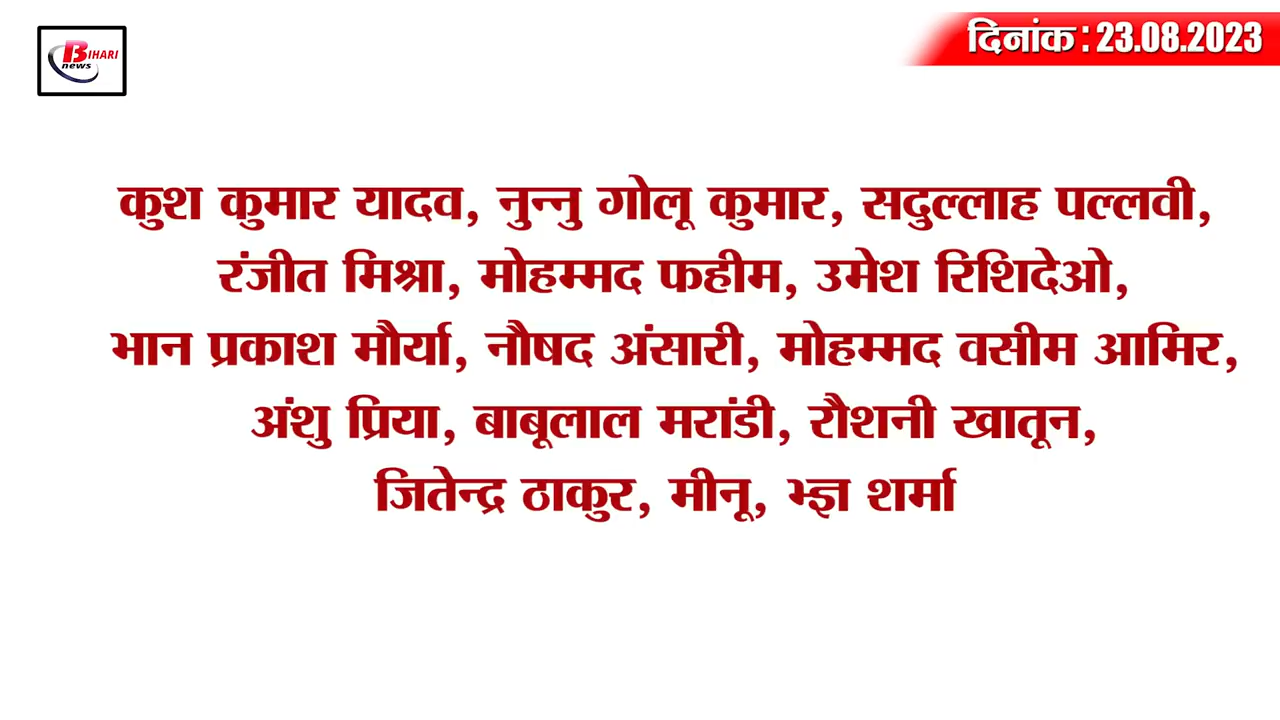 BIHARI
news
दिनांक : 23.08.2023
कुश कुमार यादव, नुन्नु गोलू कुमार, सदुल्लाह पल्लवी,
रंजीत मिश्रा, मोहम्मद फहीम, उमेश रिशिदेओ,
भान प्रकाश मौर्या, नौषद अंसारी, मोहम्मद वसीम आमिर,
अंशु प्रिया, बाबूलाल मरांडी, रौशनी खातून,
जितेन्द्र ठाकुर, मीनू, भ्ज्ञ शर्मा